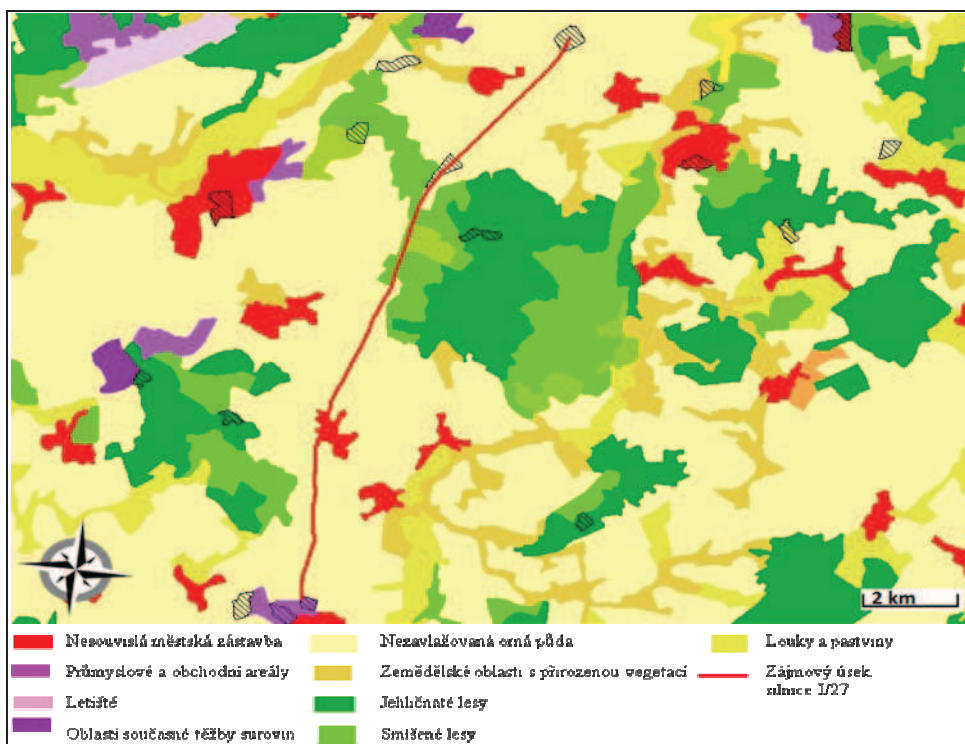 2 km
Nesouvislá městská zástavba
Průmyslové a obchodní areály
Letiště
Oblasti současné těžby surovin
Nezavlažovaná orná půda
Zemědělské oblasti s přirozenou vegetací
Jehličnaté lesy
Smíšené lesy
Louky a pastviny
Zájmový úsek
silnice I/27